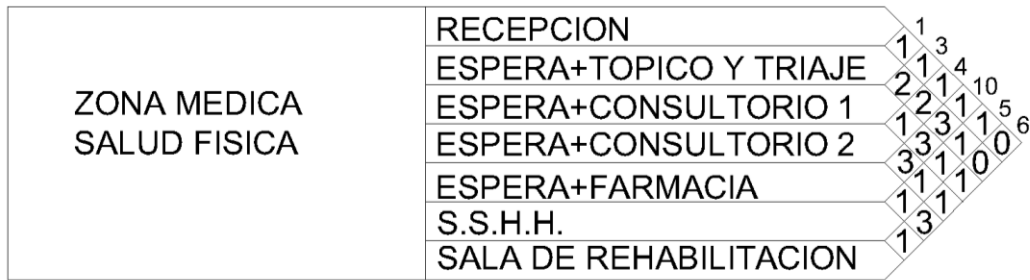 ZONA MEDICA
SALUD FISICA
RECEPCION 1
1 3
ESPERA+TOPICO Y TRIAJE 1 4
2 1 10
ESPERA+CONSULTORIO 1 2 1 5
1 3 1 6
ESPERA+CONSULTORIO 2 3 1 0
3 1 0
ESPERA+FARMACIA 1 1
1 1
S.S.H.H. 3
1
SALA DE REHABILITACION